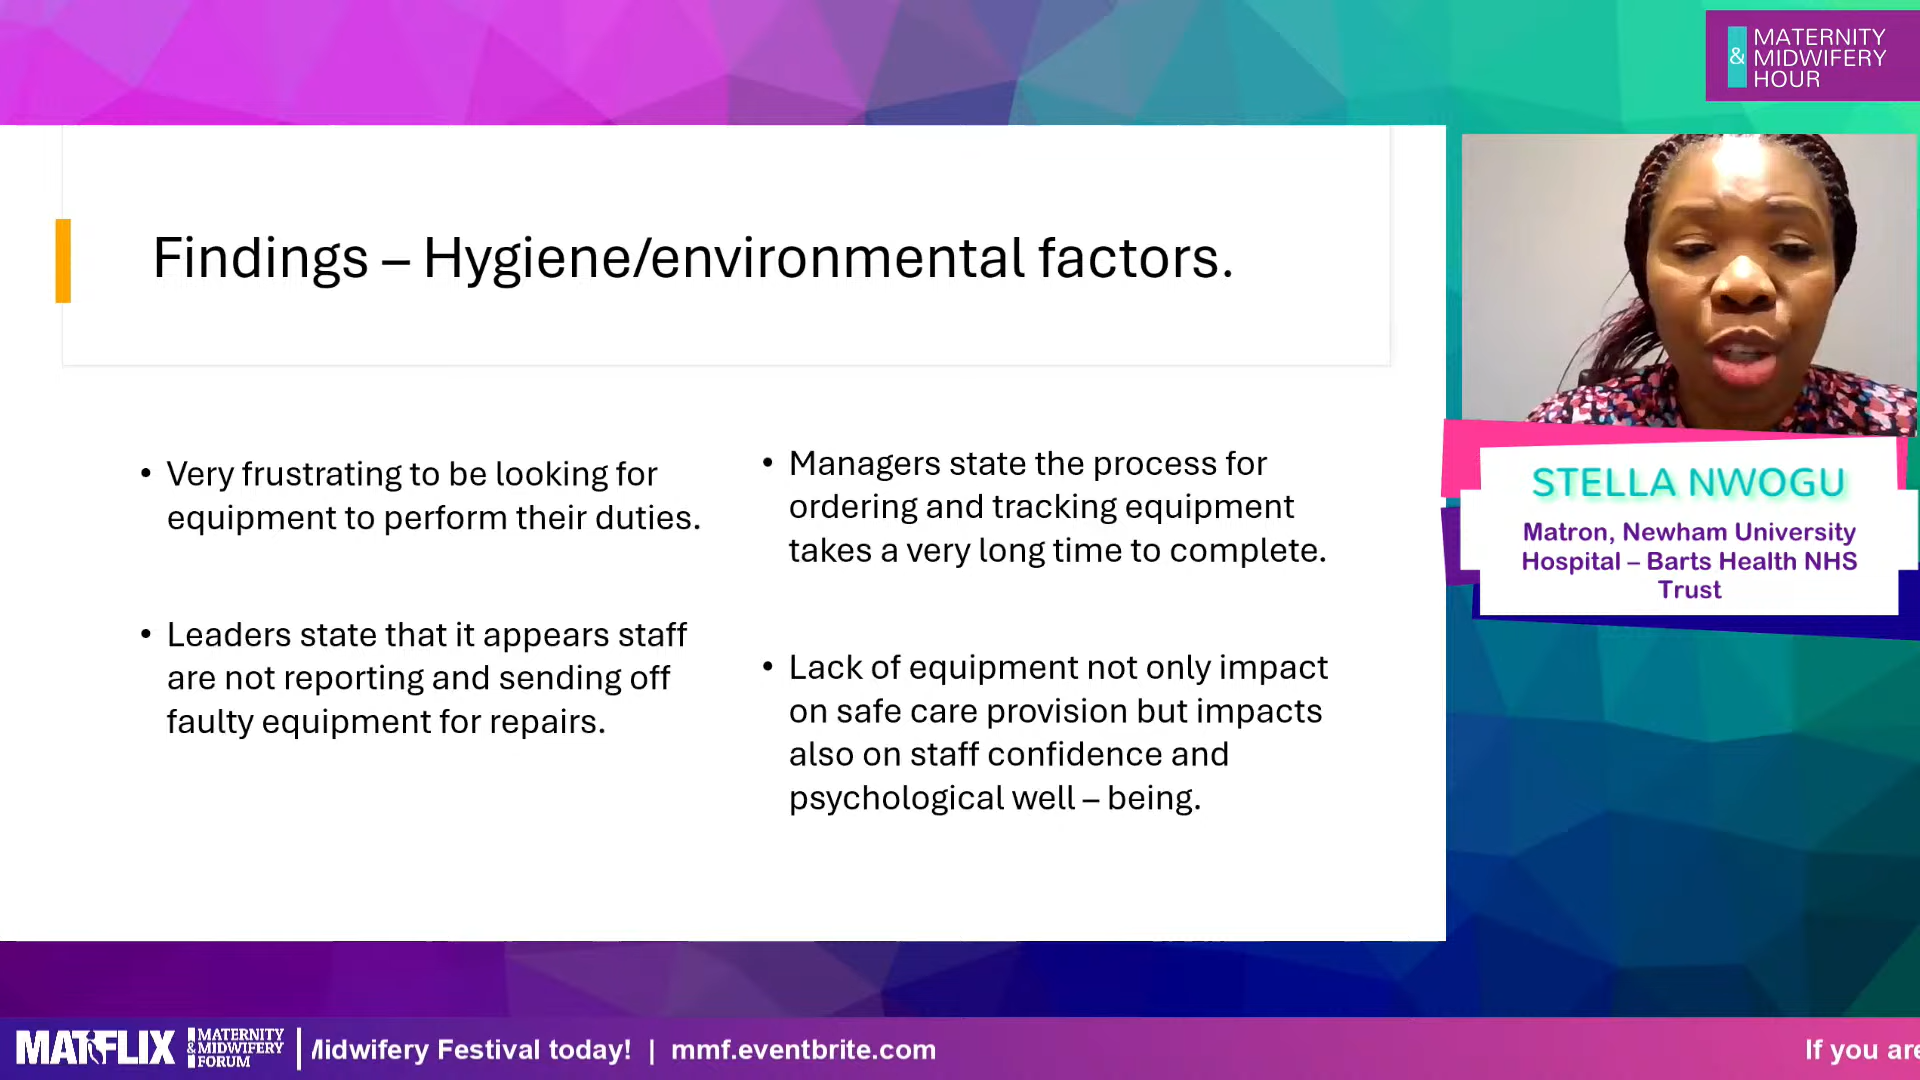 MATERNITY
& MIDWIFERY
HOUR
Findings – Hygiene/environmental factors.
• Very frustrating to be looking for
equipment to perform their duties.
• Leaders state that it appears staff
are not reporting and sending off
faulty equipment for repairs.
• Managers state the process for
ordering and tracking equipment
takes a very long time to complete.
• Lack of equipment not only impact
on safe care provision but impacts
also on staff confidence and
psychological well – being.
STELLA NWOGU
Matron, Newham University
Hospital – Barts Health NHS
Trust
MATFLIX
MATERNITY
& MIDWIFERY
FORUM
Midwifery Festival today! | mmf.eventbrite.com
If you are